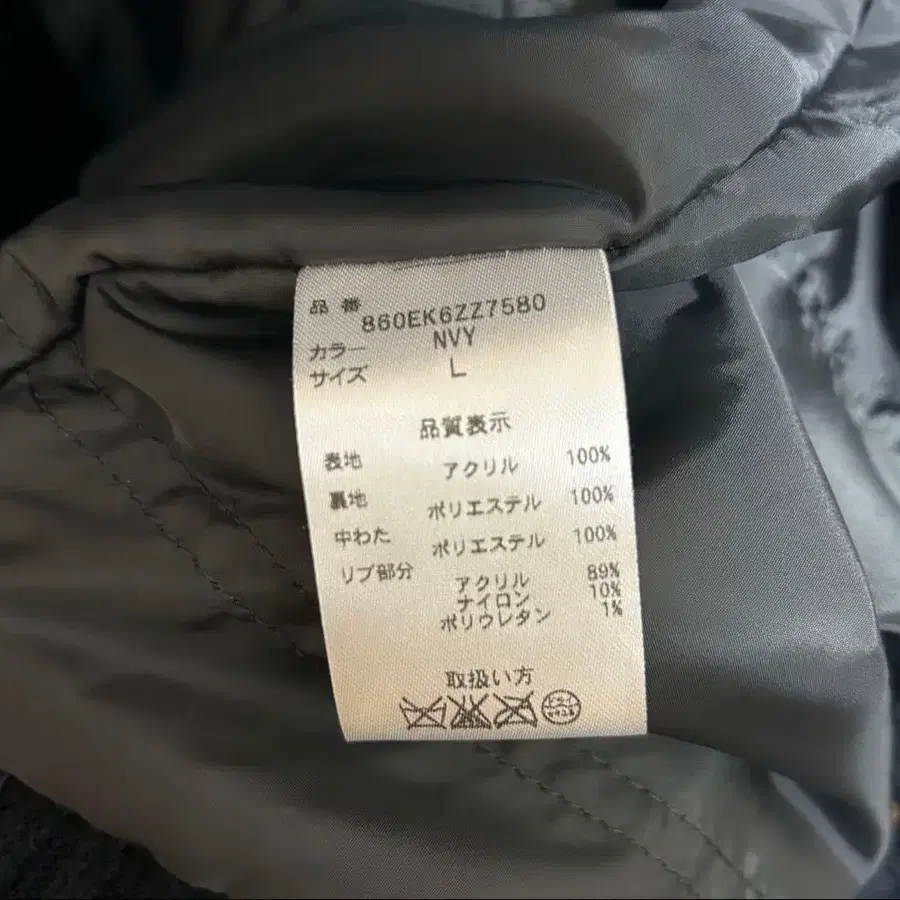 品番 860EK6ZZ7580
カラー NVY
サイズ L
品質表示
表地 アクリル 100%
裏地 ポリエステル 100%
中わた ポリエステル 100%
リブ部分 アクリル 89%
ナイロン 10%
ポリウレタン 1%
取扱い方